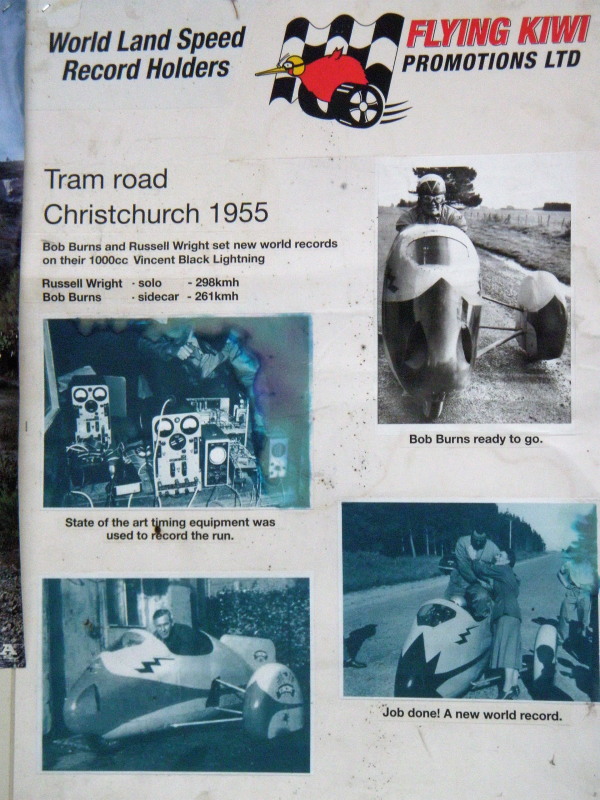 World Land Speed
Record Holders
FLYING KIWI
PROMOTIONS LTD
Tram road
Christchurch 1955
Bob Burns and Russell Wright set new world records
on their 1000cc Vincent Black Lightning
Russell Wright · solo - 298kmh
Bob Burns · sidecar - 261kmh
Bob Burns ready to go.
State of the art timing equipment was
used to record the run.
Job done! A new world record.